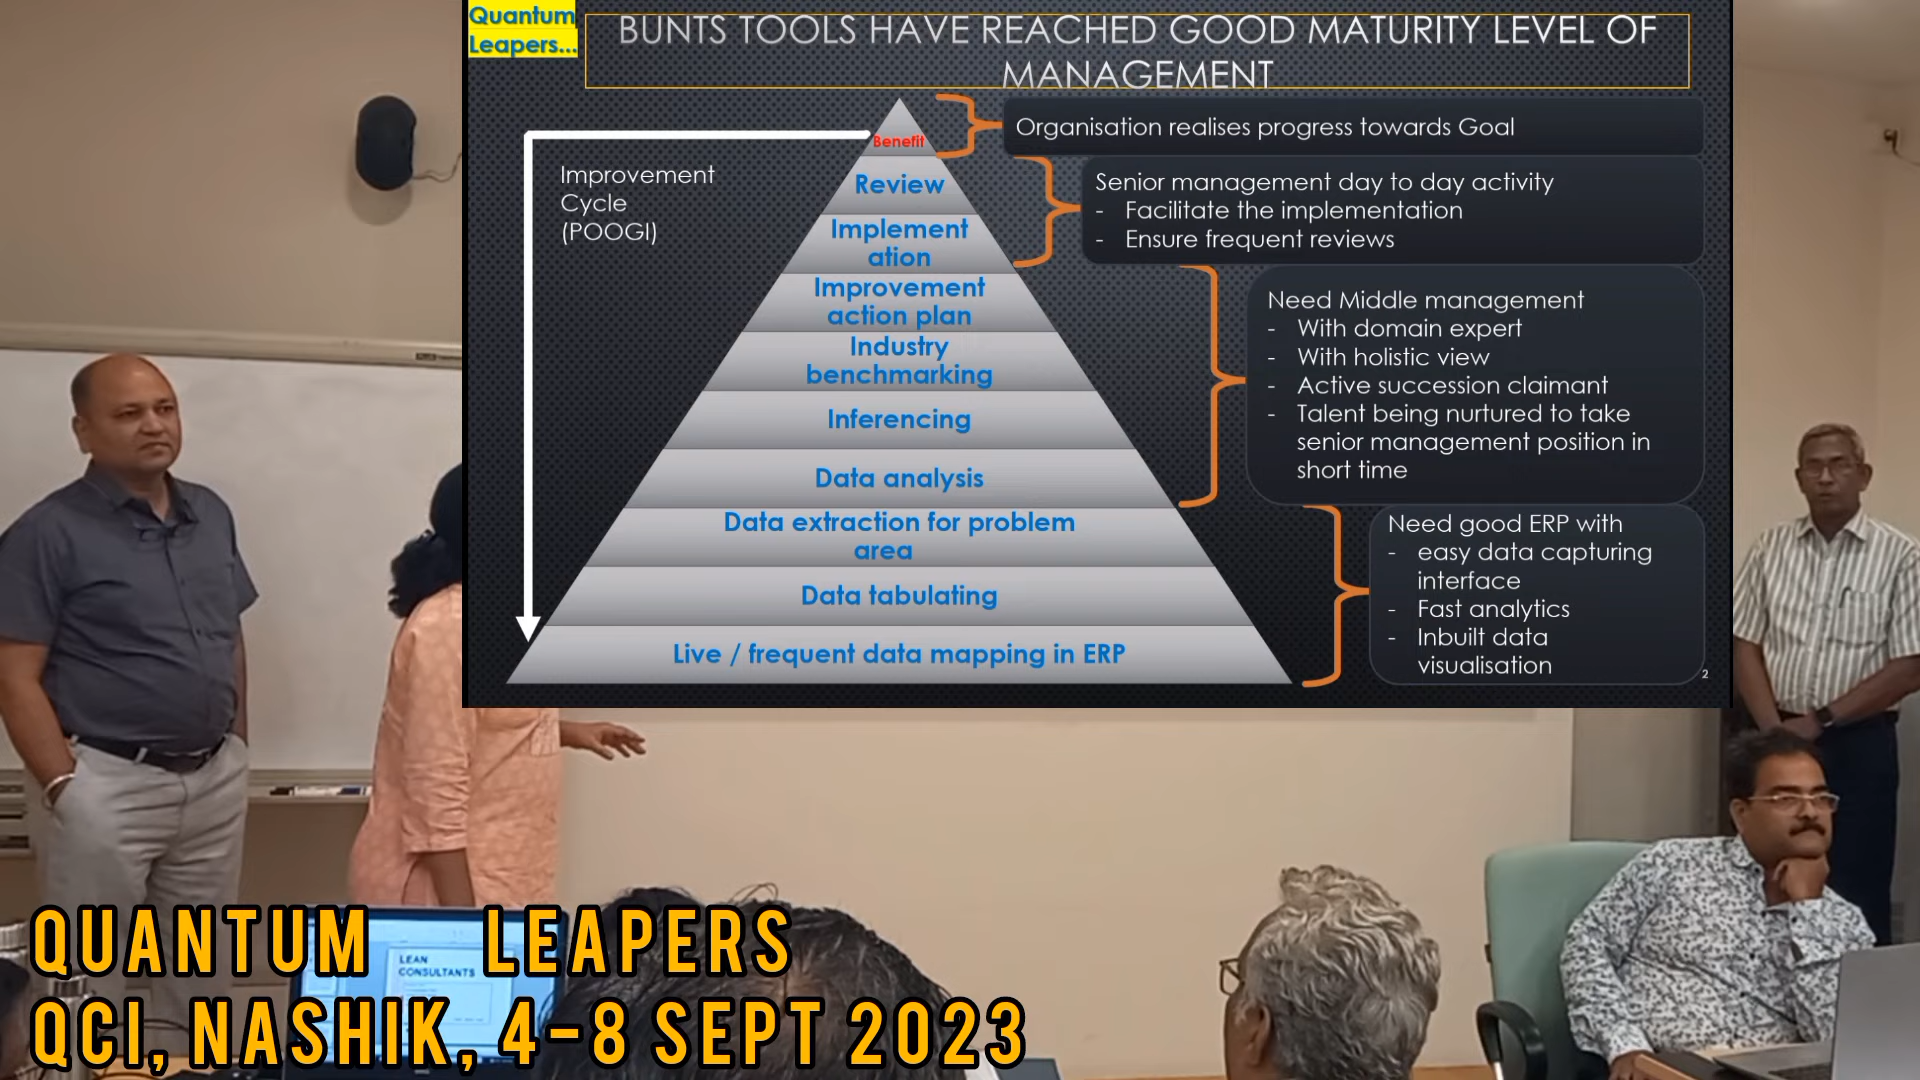 Quantum
Leapers...
BUNTS TOOLS HAVE REACHED GOOD MATURITY LEVEL OF
MANAGEMENT
Improvement
Cycle
(POOGI)
Benefit
Review
Implement
ation
Improvement
action plan
Industry
benchmarking
Inferencing
Data analysis
Data extraction for problem
area
Data tabulating
Live / frequent data mapping in ERP
Organisation realises progress towards Goal
Senior management day to day activity
- Facilitate the implementation
- Ensure frequent reviews
Need Middle management
- With domain expert
- With holistic view
- Active succession claimant
- Talent being nurtured to take
senior management position in
short time
Need good ERP with
- easy data capturing
interface
- Fast analytics
- Inbuilt data
visualisation
2
LEAN
CONSULTANTS
QUANTUM LEAPERS
QCI, NASHIK, 4-8 SEPT 2023